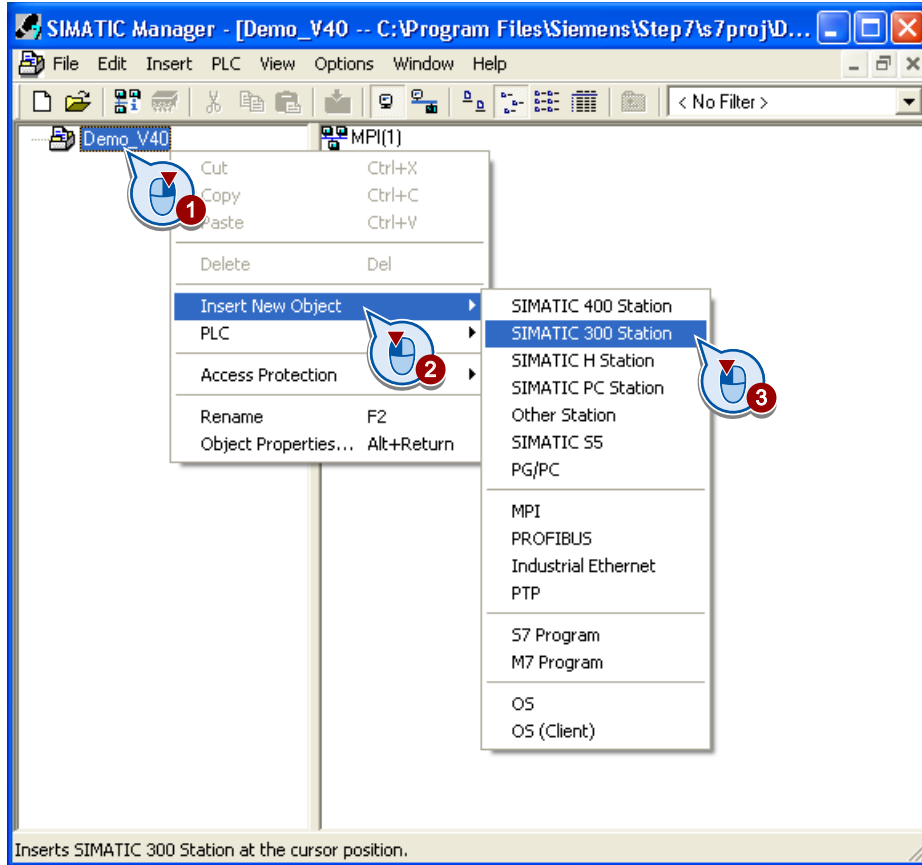 SIMATIC Manager - [Demo_V40 -- C:\Program Files\Siemens\Step7\s7proj\D...
File Edit Insert PLC View Options Window Help
< No Filter >
Demo_V40
MPI(1)
Cut Ctrl+X
Copy Ctrl+C
Paste Ctrl+V
1
Delete Del
Insert New Object
PLC
2
Access Protection
Rename F2
Object Properties... Alt+Return
SIMATIC 400 Station
SIMATIC 300 Station
SIMATIC H Station
SIMATIC PC Station
3
Other Station
SIMATIC S5
PG/PC
MPI
PROFIBUS
Industrial Ethernet
PTP
S7 Program
M7 Program
OS
OS (Client)
Inserts SIMATIC 300 Station at the cursor position.